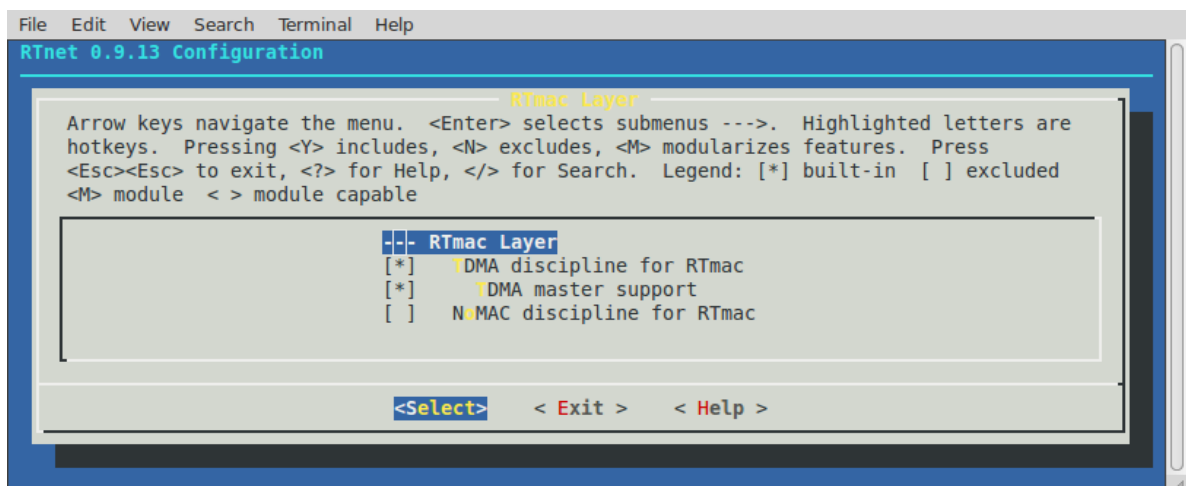 File Edit View Search Terminal Help
RTnet 0.9.13 Configuration
RTmac Layer
Arrow keys navigate the menu. <Enter> selects submenus --->. Highlighted letters are
hotkeys. Pressing <Y> includes, <N> excludes, <M> modularizes features. Press
<Esc><Esc> to exit, <?> for Help, </> for Search. Legend: [*] built-in [ ] excluded
<M> module < > module capable
--- RTmac Layer
[*] TDMA discipline for RTmac
[*] TDMA master support
[ ] NoMAC discipline for RTmac
<Select> < Exit > < Help >